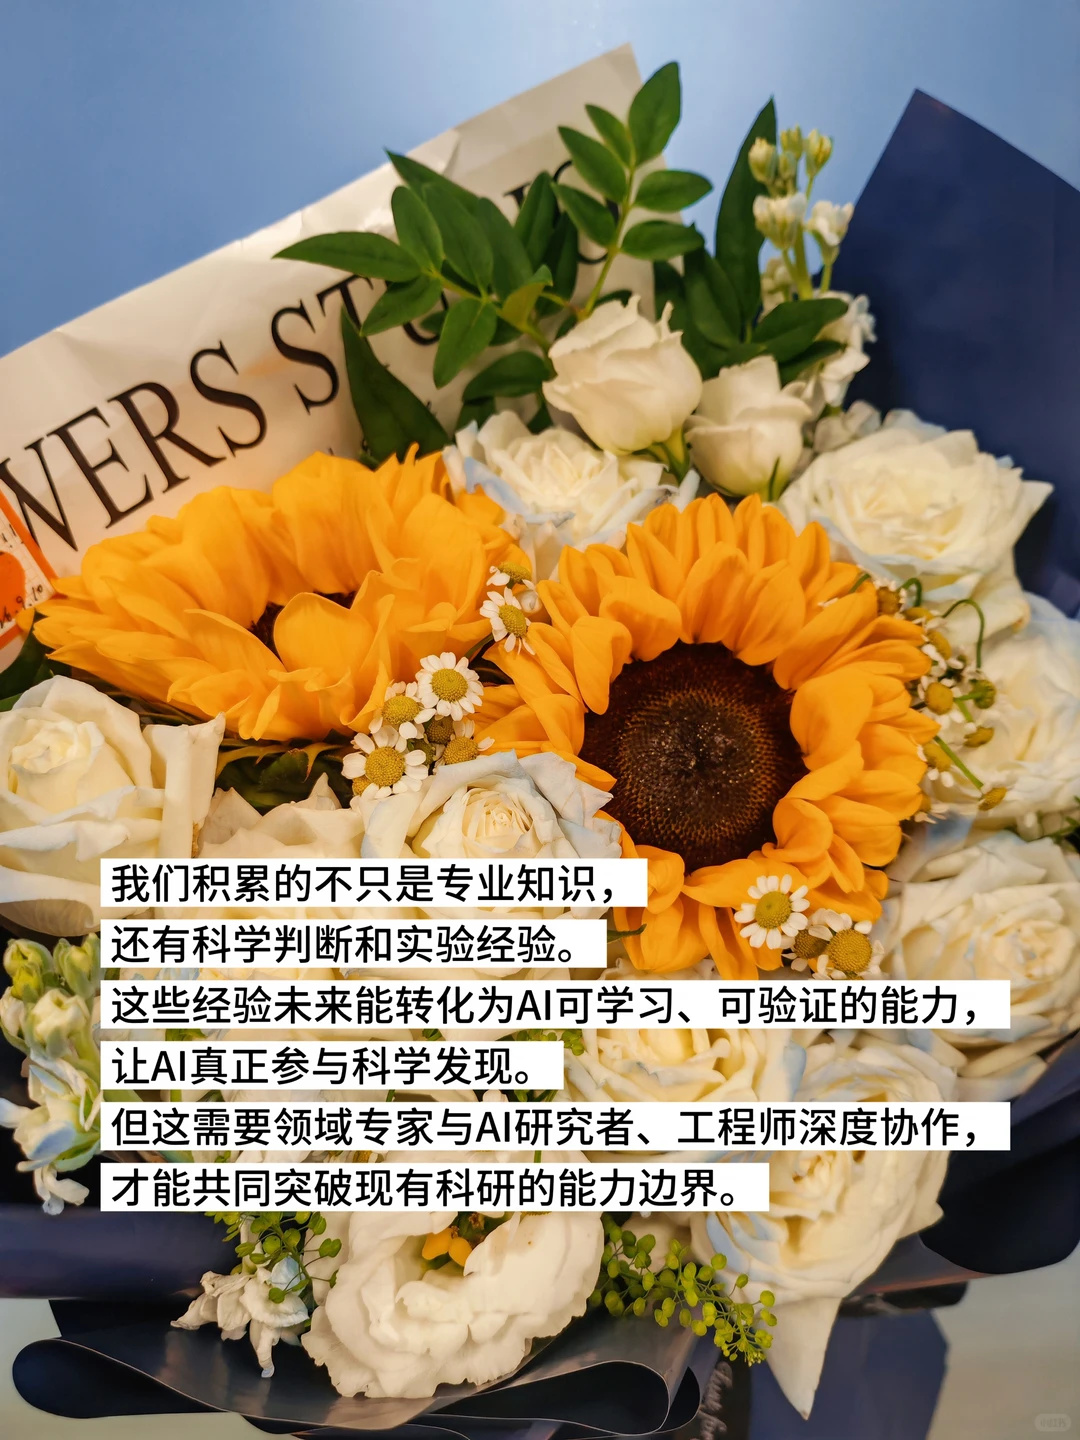 WERS STO
我们积累的不只是专业知识，
还有科学判断和实验经验。
这些经验未来能转化为AI可学习、可验证的能力，
让AI真正参与科学发现。
但这需要领域专家与AI研究者、工程师深度协作，
才能共同突破现有科研的能力边界。